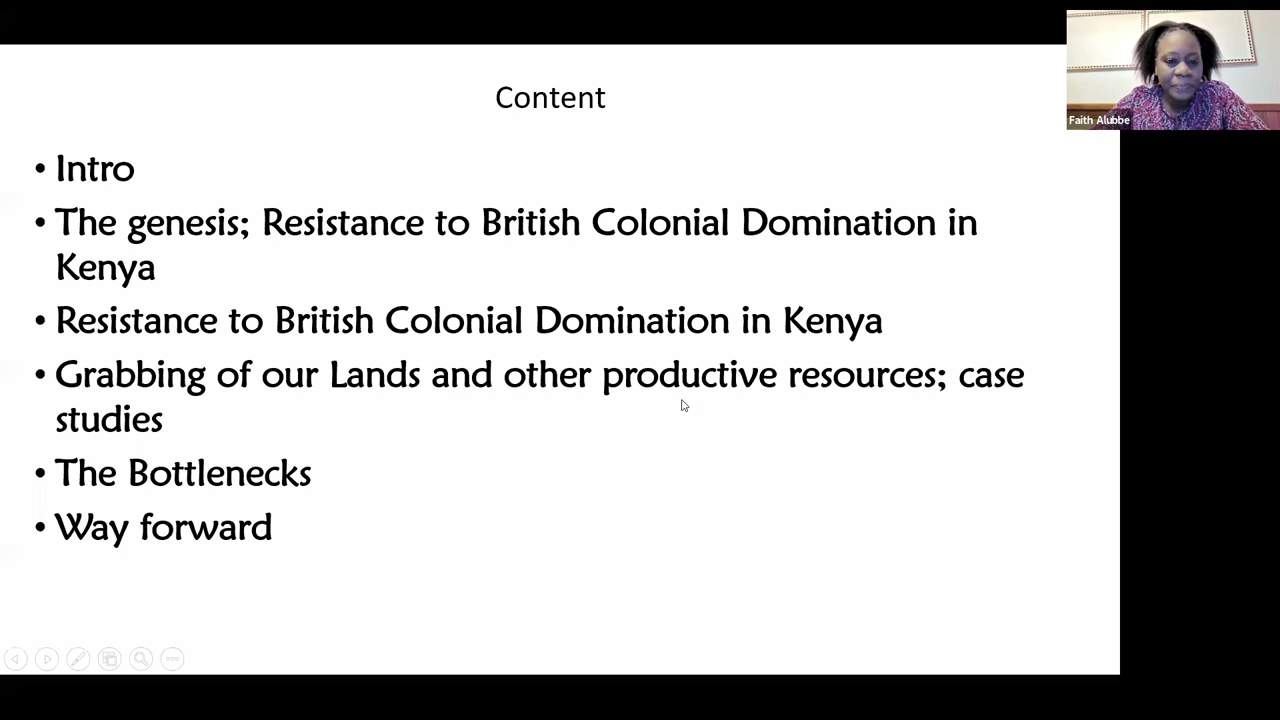 Content
• Intro
• The genesis; Resistance to British Colonial Domination in
Kenya
• Resistance to British Colonial Domination in Kenya
• Grabbing of our Lands and other productive resources; case
studies
• The Bottlenecks
• Way forward
Faith Alubbe